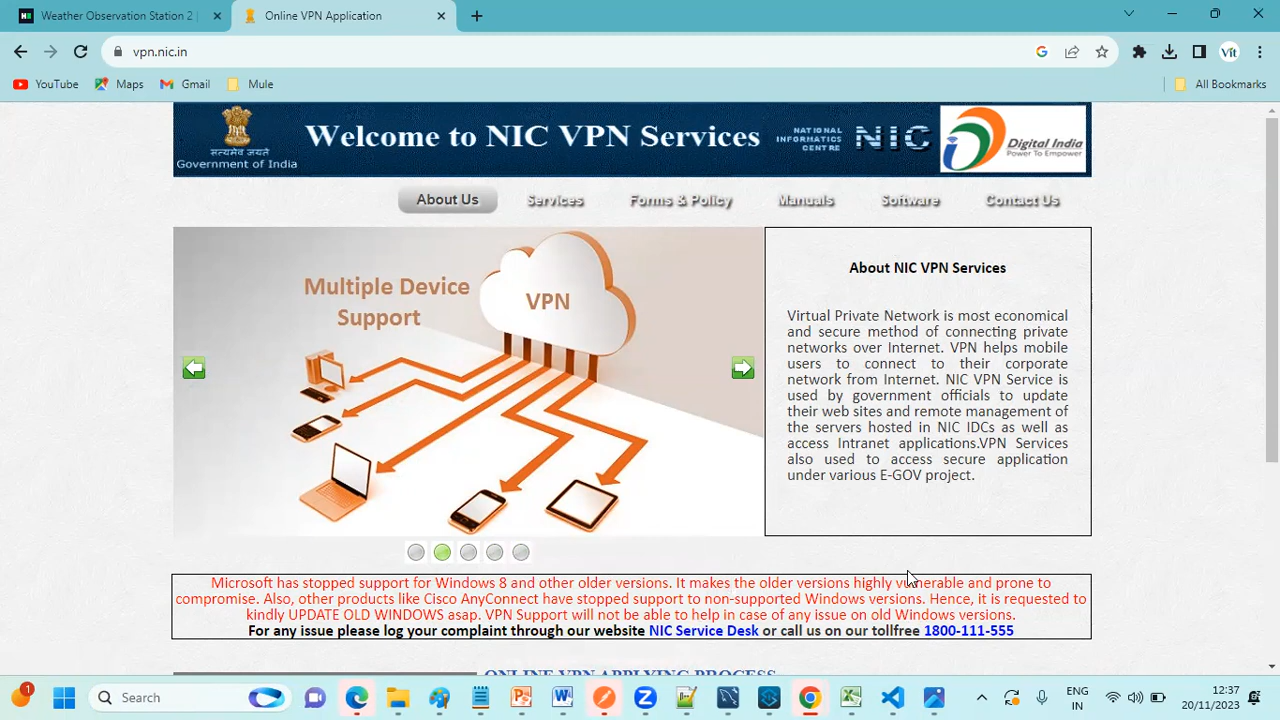 Weather Observation Station 2 |
Online VPN Application
vpn.nic.in
Vit
YouTube
Maps
Gmail
Mule
All Bookmarks
सत्यमेव जयते
Government of India
Welcome to NIC VPN Services
NATIONAL
INFORMATICS
CENTRE
NIC
Digital India
Power To Empower
About Us
Services
Forms & Policy
Manuals
Software
Contact Us
Multiple Device
Support
VPN
About NIC VPN Services
Virtual Private Network is most economical
and secure method of connecting private
networks over Internet. VPN helps mobile
users to connect to their corporate
network from Internet. NIC VPN Service is
used by government officials to update
their web sites and remote management of
the servers hosted in NIC IDCs as well as
access Intranet applications.VPN Services
also used to access secure application
under various E-GOV project.
Microsoft has stopped support for Windows 8 and other older versions. It makes the older versions highly vulnerable and prone to
compromise. Also, other products like Cisco AnyConnect have stopped support to non-supported Windows versions. Hence, it is requested to
kindly UPDATE OLD WINDOWS asap. VPN Support will not be able to help in case of any issue on old Windows versions.
For any issue please log your complaint through our website NIC Service Desk or call us on our tollfree 1800-111-555
ONLINE VPN APPLYING PROCESS
1
Search
ENG
IN
12:37
20/11/2023